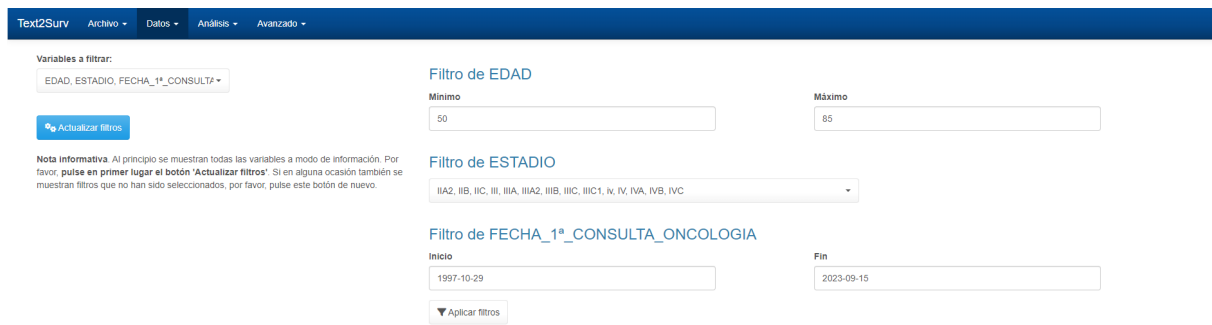 Text2Surv Archivo Datos Análisis Avanzado
Variables a filtrar:
EDAD, ESTADIO, FECHA_1ª_CONSULTA
Actualizar filtros
Nota informativa. Al principio se muestran todas las variables a modo de información. Por
favor, pulse en primer lugar el botón 'Actualizar filtros'. Si en alguna ocasión también se
muestran filtros que no han sido seleccionados, por favor, pulse este botón de nuevo.
Filtro de EDAD
Mínimo Máximo
50 85
Filtro de ESTADIO
IIA2, IIB, IIC, III, IIIA, IIIA2, IIIB, IIIC, IIIC1, iv, IV, IVA, IVB, IVC
Filtro de FECHA_1ª_CONSULTA_ONCOLOGIA
Inicio Fin
1997-10-29 2023-09-15
Aplicar filtros